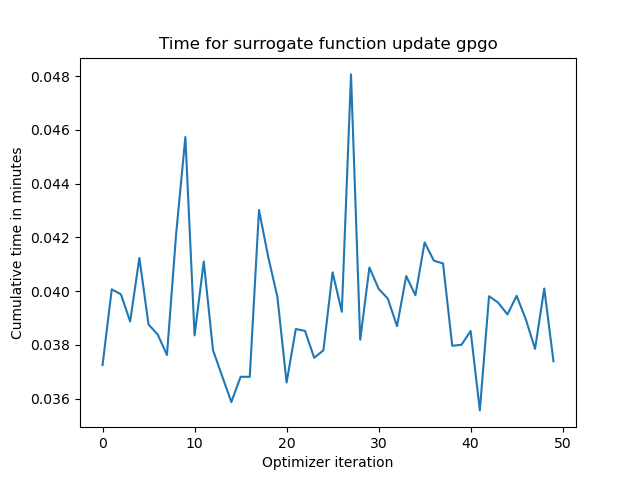 Time for surrogate function update gpgo
0.048
0.046
0.044
0.042
0.040
0.038
0.036
Cumulative time in minutes
0 10 20 30 40 50
Optimizer iteration